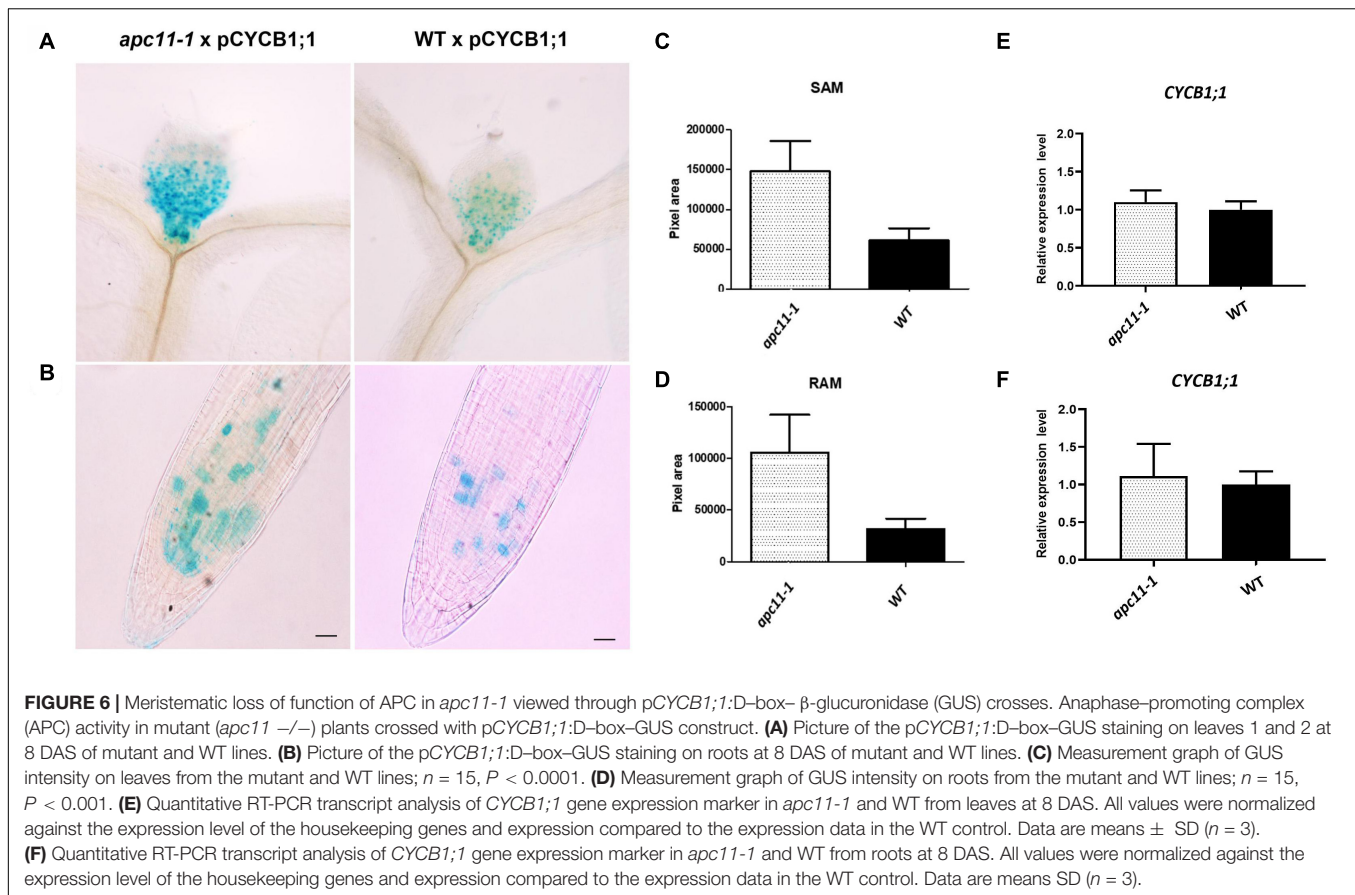 A
apc11-1 x pCYCB1;1
WT x pCYCB1;1
B
C
SAM
Pixel area
200000
150000
100000
50000
0
apc11-1
WT
D
RAM
Pixel area
150000
100000
50000
0
apc11-1
WT
E
CYCB1;1
Relative expression level
2.0
1.5
1.0
0.5
0.0
apc11-1
WT
F
CYCB1;1
Relative expression level
2.0
1.5
1.0
0.5
0.0
apc11-1
WT
FIGURE 6 | Meristematic loss of function of APC in apc11-1 viewed through pCYCB1;1:D–box– β-glucuronidase (GUS) crosses. Anaphase–promoting complex
(APC) activity in mutant (apc11 –/–) plants crossed with pCYCB1;1:D–box–GUS construct. (A) Picture of the pCYCB1;1:D–box–GUS staining on leaves 1 and 2 at
8 DAS of mutant and WT lines. (B) Picture of the pCYCB1;1:D–box–GUS staining on roots at 8 DAS of mutant and WT lines. (C) Measurement graph of GUS
intensity on leaves from the mutant and WT lines; n = 15, P < 0.0001. (D) Measurement graph of GUS intensity on roots from the mutant and WT lines; n = 15,
P < 0.001. (E) Quantitative RT-PCR transcript analysis of CYCB1;1 gene expression marker in apc11-1 and WT from leaves at 8 DAS. All values were normalized
against the expression level of the housekeeping genes and expression compared to the expression data in the WT control. Data are means ± SD (n = 3).
(F) Quantitative RT-PCR transcript analysis of CYCB1;1 gene expression marker in apc11-1 and WT from roots at 8 DAS. All values were normalized against the
expression level of the housekeeping genes and expression compared to the expression data in the WT control. Data are means SD (n = 3).